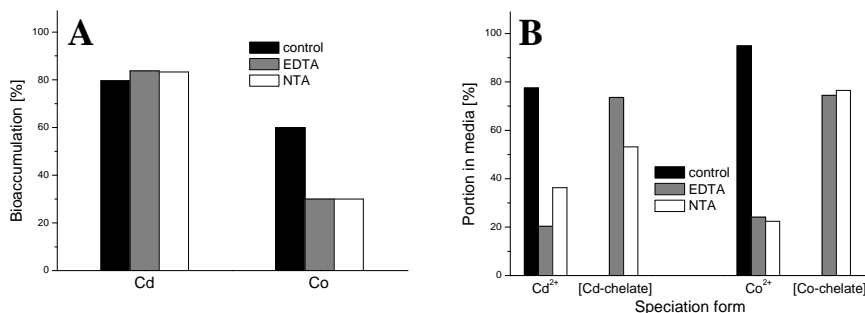 A
Bioaccumulation [%]
100
80
60
40
20
0
control
EDTA
NTA
Cd
Co
B
Portion in media [%]
100
80
60
40
20
0
control
EDTA
NTA
Cd2+
[Cd-chelate]
Co2+
[Co-chelate]
Speciation form